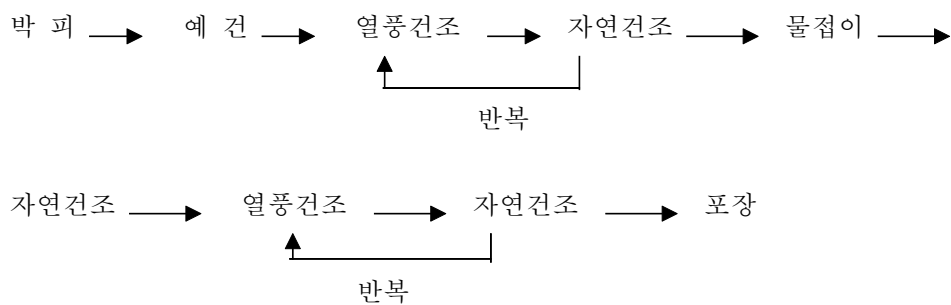 박 피 예 건 열풍건조 자연건조 물접이
반복
자연건조 열풍건조 자연건조 포장
반복